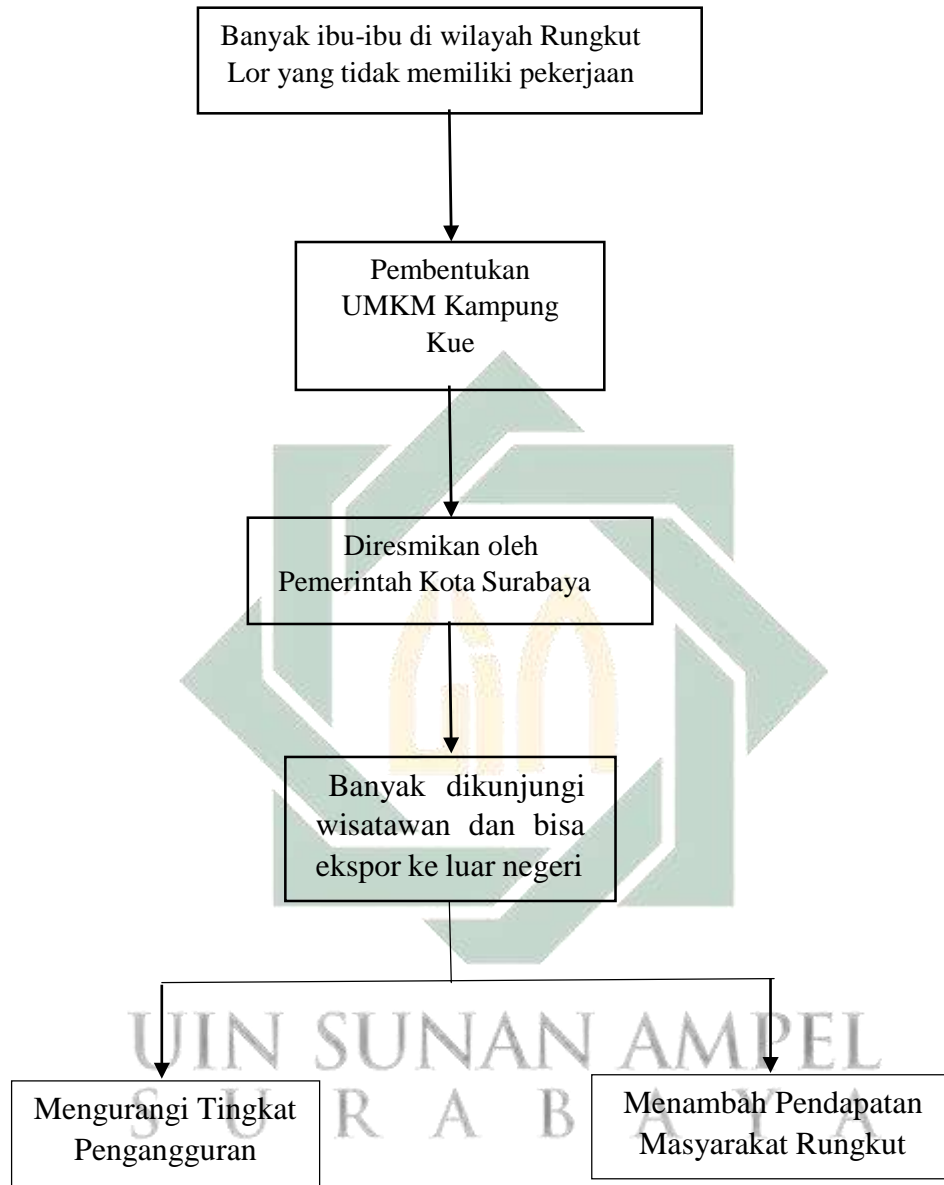 Banyak ibu-ibu di wilayah Rungkut
Lor yang tidak memiliki pekerjaan
Pembentukan
UMKM Kampung
Kue
Diresmikan oleh
Pemerintah Kota Surabaya
Banyak dikunjungi
wisatawan dan bisa
ekspor ke luar negeri
UIN SUNAN AMPEL
SURABAYA
Mengurangi Tingkat
Pengangguran
Menambah Pendapatan
Masyarakat Rungkut